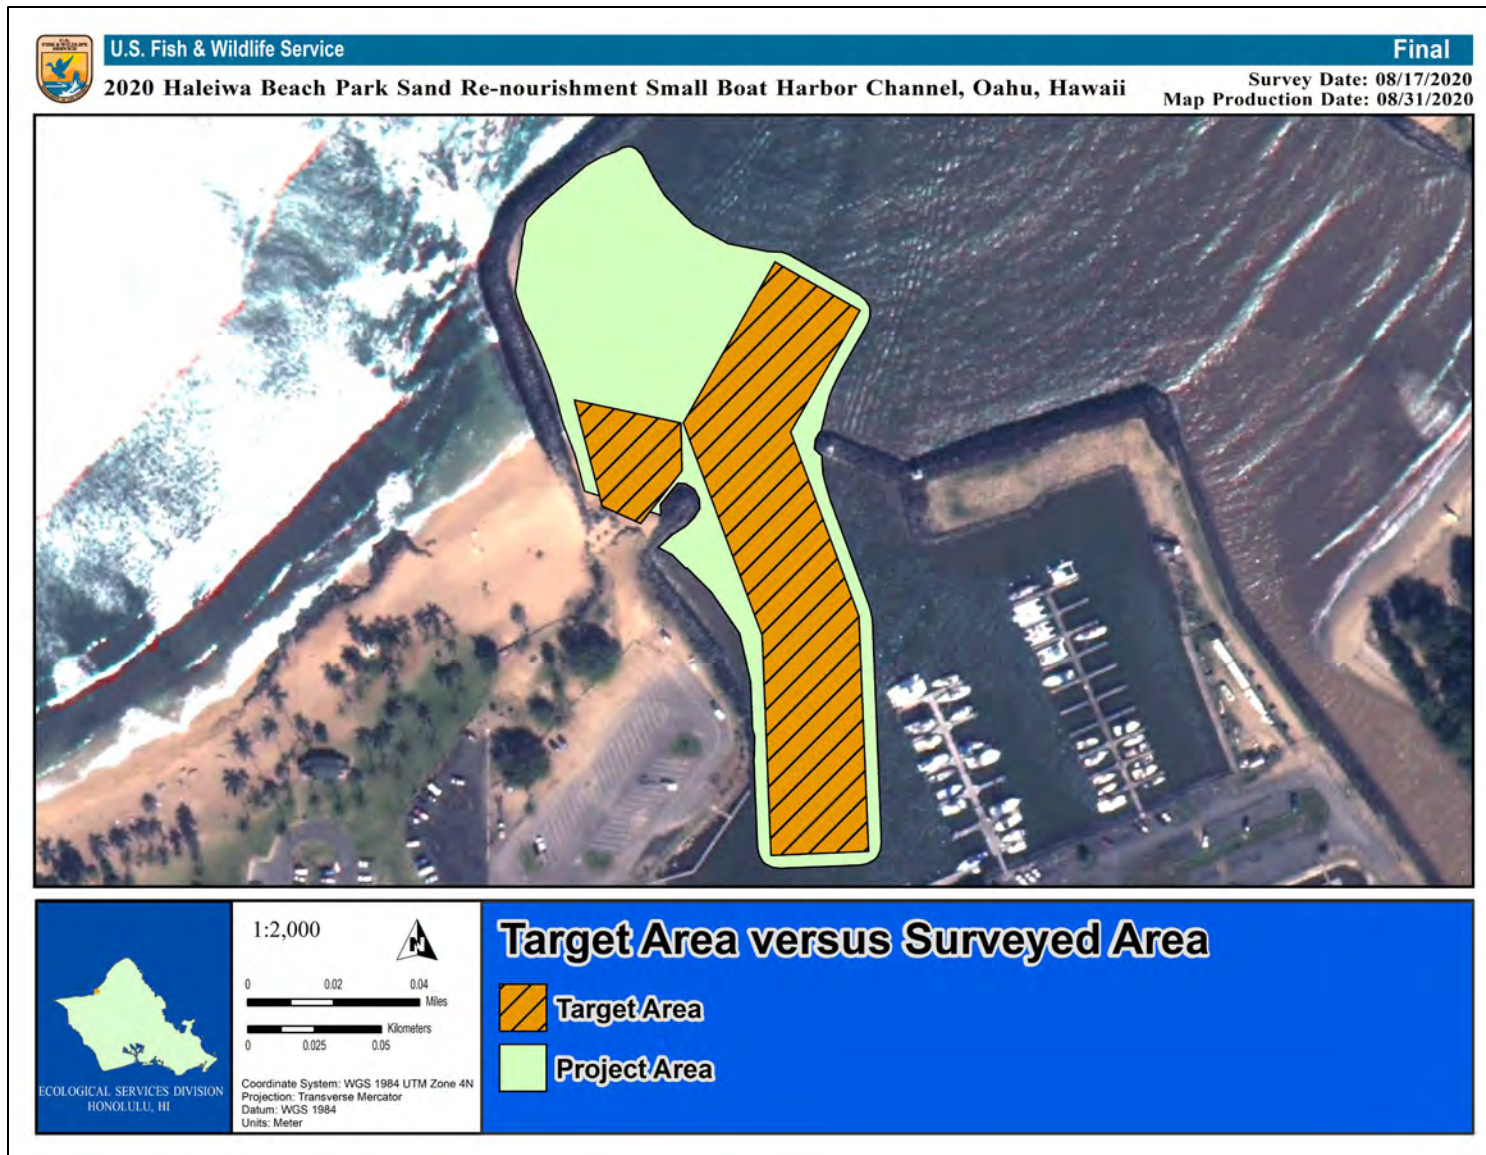 U.S.
FISH & WILDLIFE
SERVICE
U.S. Fish & Wildlife Service
Final
2020 Haleiwa Beach Park Sand Re-nourishment Small Boat Harbor Channel, Oahu, Hawaii
Survey Date: 08/17/2020
Map Production Date: 08/31/2020
ECOLOGICAL SERVICES DIVISION
HONOLULU, HI
1:2,000
N
0 0.02 0.04
Miles
Kilometers
0 0.025 0.05
Coordinate System: WGS 1984 UTM Zone 4N
Projection: Transverse Mercator
Datum: WGS 1984
Units: Meter
Target Area versus Surveyed Area
Target Area
Project Area